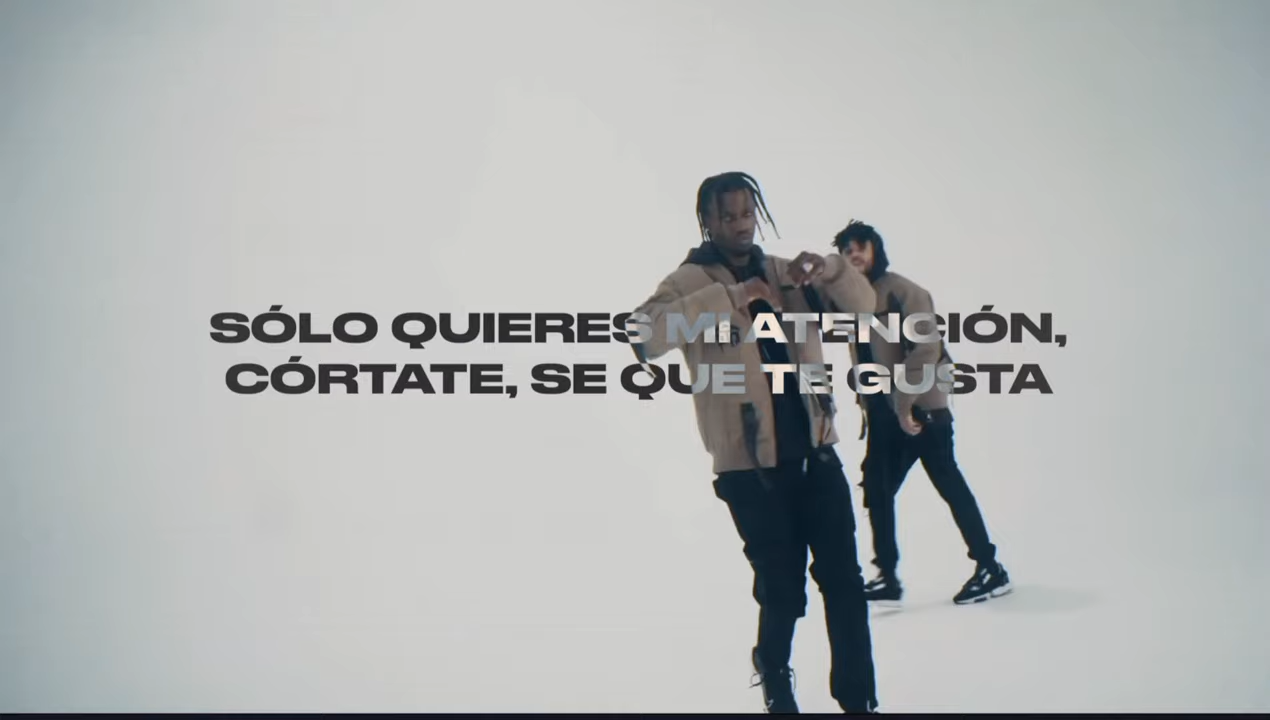 SÓLO QUIERES MI ATENCIÓN,
CÓRTATE, SE QUE TE GUSTA